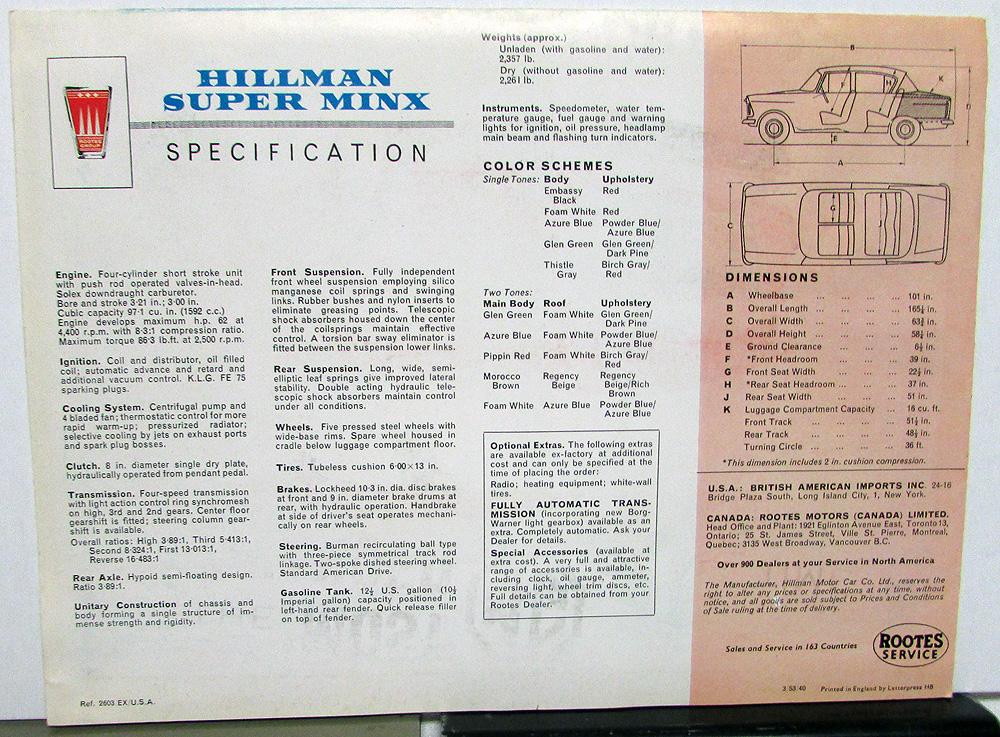 ROOTES
GROUP
HILLMAN
SUPER MINX
SPECIFICATION
Engine. Four-cylinder short stroke unit
with push rod operated valves-in-head.
Solex downdraught carburetor.
Bore and stroke 3·21 in.; 3·00 in.
Cubic capacity 97·1 cu. in. (1592 c.c.)
Engine develops maximum h.p. 62 at
4,400 r.p.m. with 8·3:1 compression ratio.
Maximum torque 86·3 lb.ft. at 2,500 r.p.m.
Ignition. Coil and distributor, oil filled
coil; automatic advance and retard and
additional vacuum control. K.L.G. FE 75
sparking plugs.
Cooling System. Centrifugal pump and
4 bladed fan; thermostatic control for more
rapid warm-up; pressurized radiator;
selective cooling by jets on exhaust ports
and spark plug bosses.
Clutch. 8 in. diameter single dry plate,
hydraulically operated from pendant pedal.
Transmission. Four-speed transmission
with light action control ring synchromesh
on high, 3rd and 2nd gears. Center floor
gearshift is fitted; steering column gear-
shift is available.
Overall ratios: High 3·89:1, Third 5·413:1,
Second 8·324:1, First 13·013:1,
Reverse 16·483:1
Rear Axle. Hypoid semi-floating design.
Ratio 3·89:1.
Unitary Construction of chassis and
body forming a single structure of im-
mense strength and rigidity.
Ref. 2603 EX/U.S.A.
Front Suspension. Fully independent
front wheel suspension employing silico
manganese coil springs and swinging
links. Rubber bushes and nylon inserts to
eliminate greasing points. Telescopic
shock absorbers housed down the center
of the coilsprings maintain effective
control. A torsion bar sway eliminator is
fitted between the suspension lower links.
Rear Suspension. Long, wide, semi-
elliptic leaf springs give improved lateral
stability. Double acting hydraulic tele-
scopic shock absorbers maintain control
under all conditions.
Wheels. Five pressed steel wheels with
wide-base rims. Spare wheel housed in
cradle below luggage compartment floor.
Tires. Tubeless cushion 6·00×13 in.
Brakes. Lockheed 10·3 in. dia. disc brakes
at front and 9 in. diameter brake drums at
rear, with hydraulic operation. Handbrake
at side of driver's seat operates mechani-
cally on rear wheels.
Steering. Burman recirculating ball type
with three-piece symmetrical track rod
linkage. Two-spoke dished steering wheel.
Standard American Drive.
Gasoline Tank. 12½ U.S. gallon (10½
Imperial gallon) capacity positioned in
left-hand rear fender. Quick release filler
on top of fender.
Weights (approx.)
Unladen (with gasoline and water):
2,357 lb.
Dry (without gasoline and water):
2,261 lb.
Instruments. Speedometer, water tem-
perature gauge, fuel gauge and warning
lights for ignition, oil pressure, headlamp
main beam and flashing turn indicators.
COLOR SCHEMES
Single Tones: Body Upholstery
Embassy Red
Black
Foam White Red
Azure Blue Powder Blue/
Azure Blue
Glen Green Glen Green/
Dark Pine
Thistle Birch Gray/
Gray Red
Two Tones:
Main Body Roof Upholstery
Glen Green Foam White Glen Green/
Dark Pine
Azure Blue Foam White Powder Blue/
Azure Blue
Pippin Red Foam White Birch Gray/
Red
Morocco Regency Regency
Brown Beige Beige/Rich
Brown
Foam White Azure Blue Powder Blue/
Azure Blue
Optional Extras. The following extras
are available ex-factory at additional
cost and can only be specified at the
time of placing the order:
Radio; heating equipment; white-wall
tires.
FULLY AUTOMATIC TRANS-
MISSION (incorporating new Borg-
Warner light gearbox) available as an
extra. Completely automatic. Ask your
Dealer for details.
Special Accessories (available at
extra cost). A very full and attractive
range of accessories is available, in-
cluding clock, oil gauge, ammeter,
reversing light, wheel trim discs, etc.
Full details can be obtained from your
Rootes Dealer.
B
K
F
H
D
E
A
C
G
J
DIMENSIONS
A Wheelbase ... ... ... ... 101 in.
B Overall Length ... ... ... 165¼ in.
C Overall Width ... ... ... 63¾ in.
D Overall Height ... ... ... 58¼ in.
E Ground Clearance ... ... 6½ in.
F *Front Headroom ... ... ... 39 in.
G Front Seat Width ... ... 22½ in.
H *Rear Seat Headroom ... ... 37 in.
J Rear Seat Width ... ... 51 in.
K Luggage Compartment Capacity ... 16 cu. ft.
Front Track ... ... ... 51½ in.
Rear Track ... ... ... 48½ in.
Turning Circle ... ... ... 36 ft.
*This dimension includes 2 in. cushion compression.
U.S.A.: BRITISH AMERICAN IMPORTS INC. 24-16
Bridge Plaza South, Long Island City, 1, New York.
CANADA: ROOTES MOTORS (CANADA) LIMITED.
Head Office and Plant: 1921 Eglinton Avenue East, Toronto 13,
Ontario; 25 St. James Street, Ville St. Pierre, Montreal,
Quebec; 3135 West Broadway, Vancouver B.C.
Over 900 Dealers at your Service in North America
The Manufacturer, Hillman Motor Car Co. Ltd., reserves the
right to alter any prices or specifications at any time, without
notice, and all goods are sold subject to Prices and Conditions
of Sale ruling at the time of delivery.
Sales and Service in 163 Countries
ROOTES
SERVICE
3/53/40 Printed in England by Letterpress HB